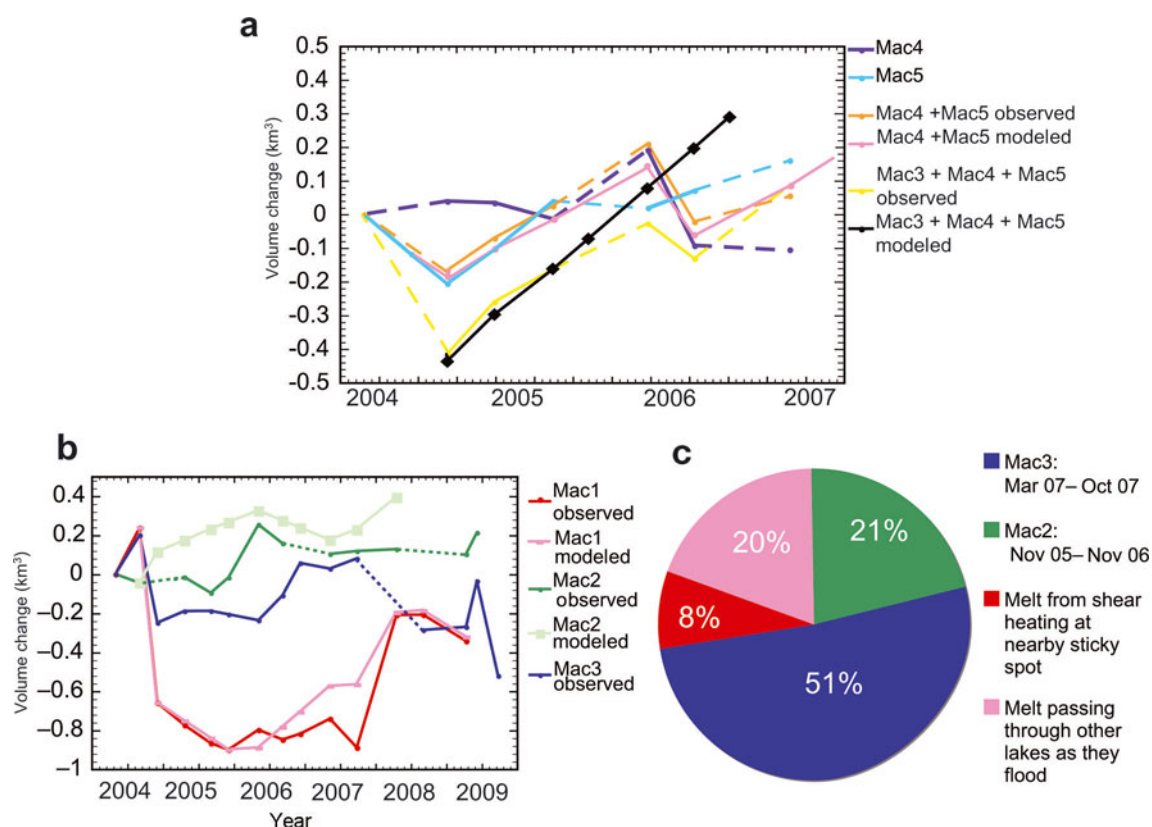 a
0.5
0.4
0.3
0.2
0.1
0
-0.1
-0.2
-0.3
-0.4
-0.5
Volume change (km³)
2004
2005
2006
2007
Mac4
Mac5
Mac4 +Mac5 observed
Mac4 +Mac5 modeled
Mac3 + Mac4 + Mac5
observed
Mac3 + Mac4 + Mac5
modeled
b
0.4
0.2
0
−0.2
−0.4
−0.6
−0.8
−1
Volume change (km³)
2004
2005
2006
2007
2008
2009
Year
Mac1
observed
Mac1
modeled
Mac2
observed
Mac2
modeled
Mac3
observed
c
20%
21%
8%
51%
Mac3:
Mar 07– Oct 07
Mac2:
Nov 05– Nov 06
Melt from shear
heating at
nearby sticky
spot
Melt passing
through other
lakes as they
flood